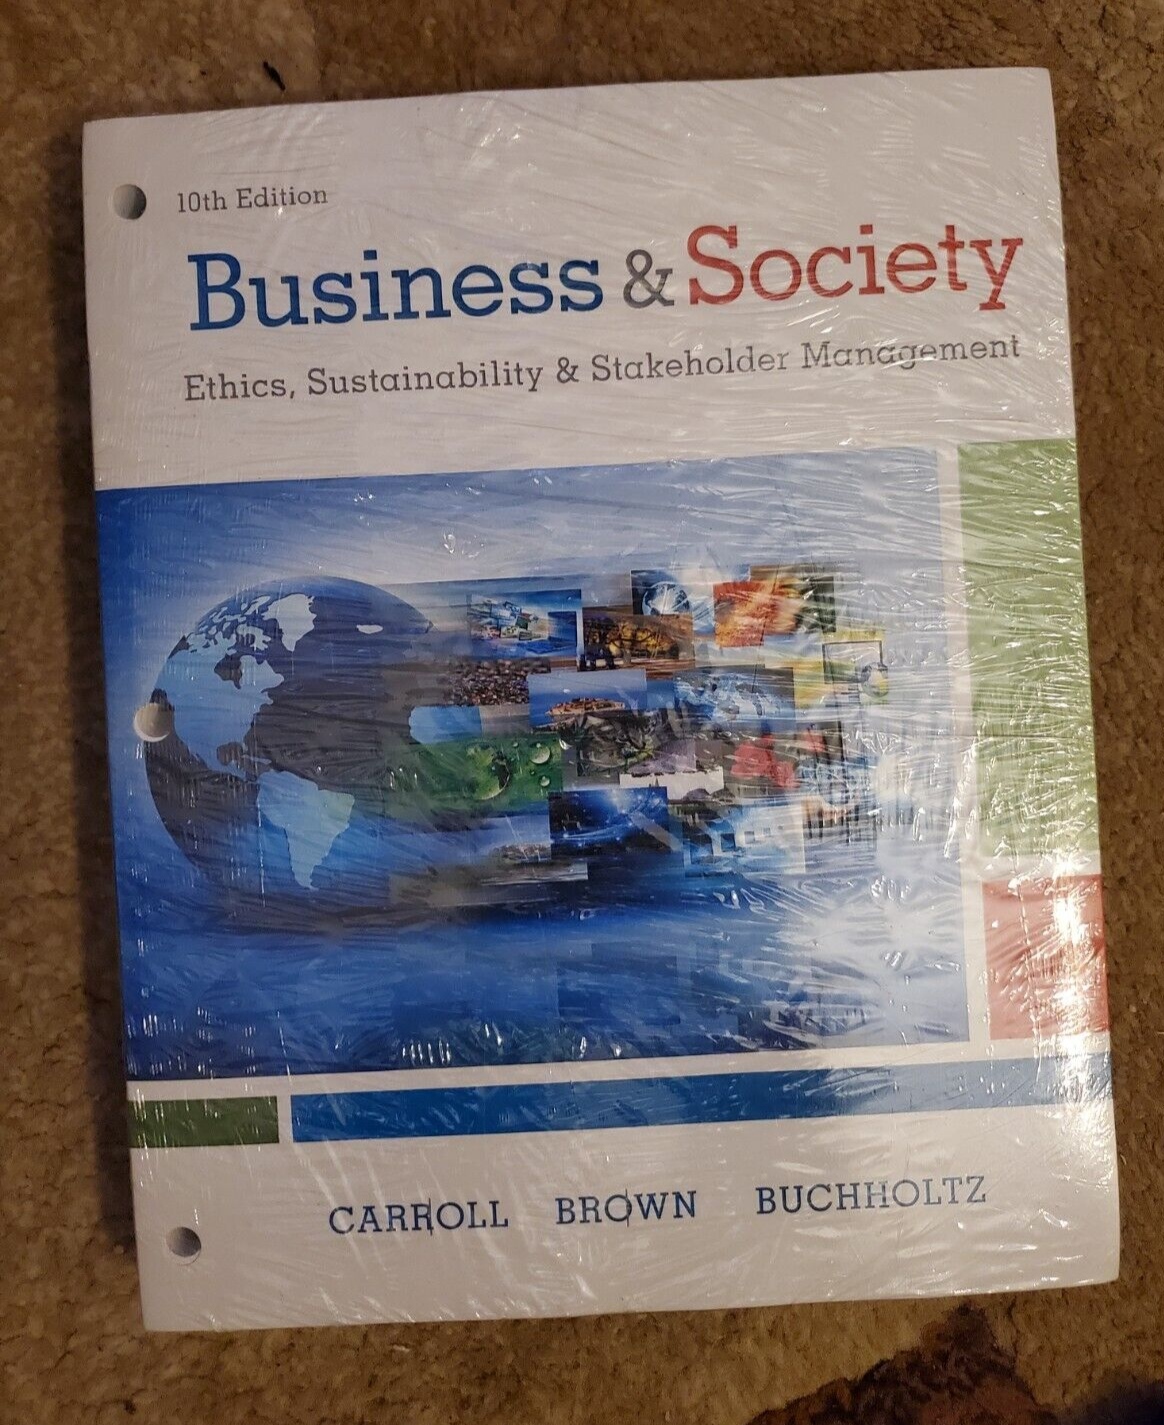 10th Edition
Business & Society
Ethics, Sustainability & Stakeholder Management
CARROLL BROWN BUCHHOLTZ